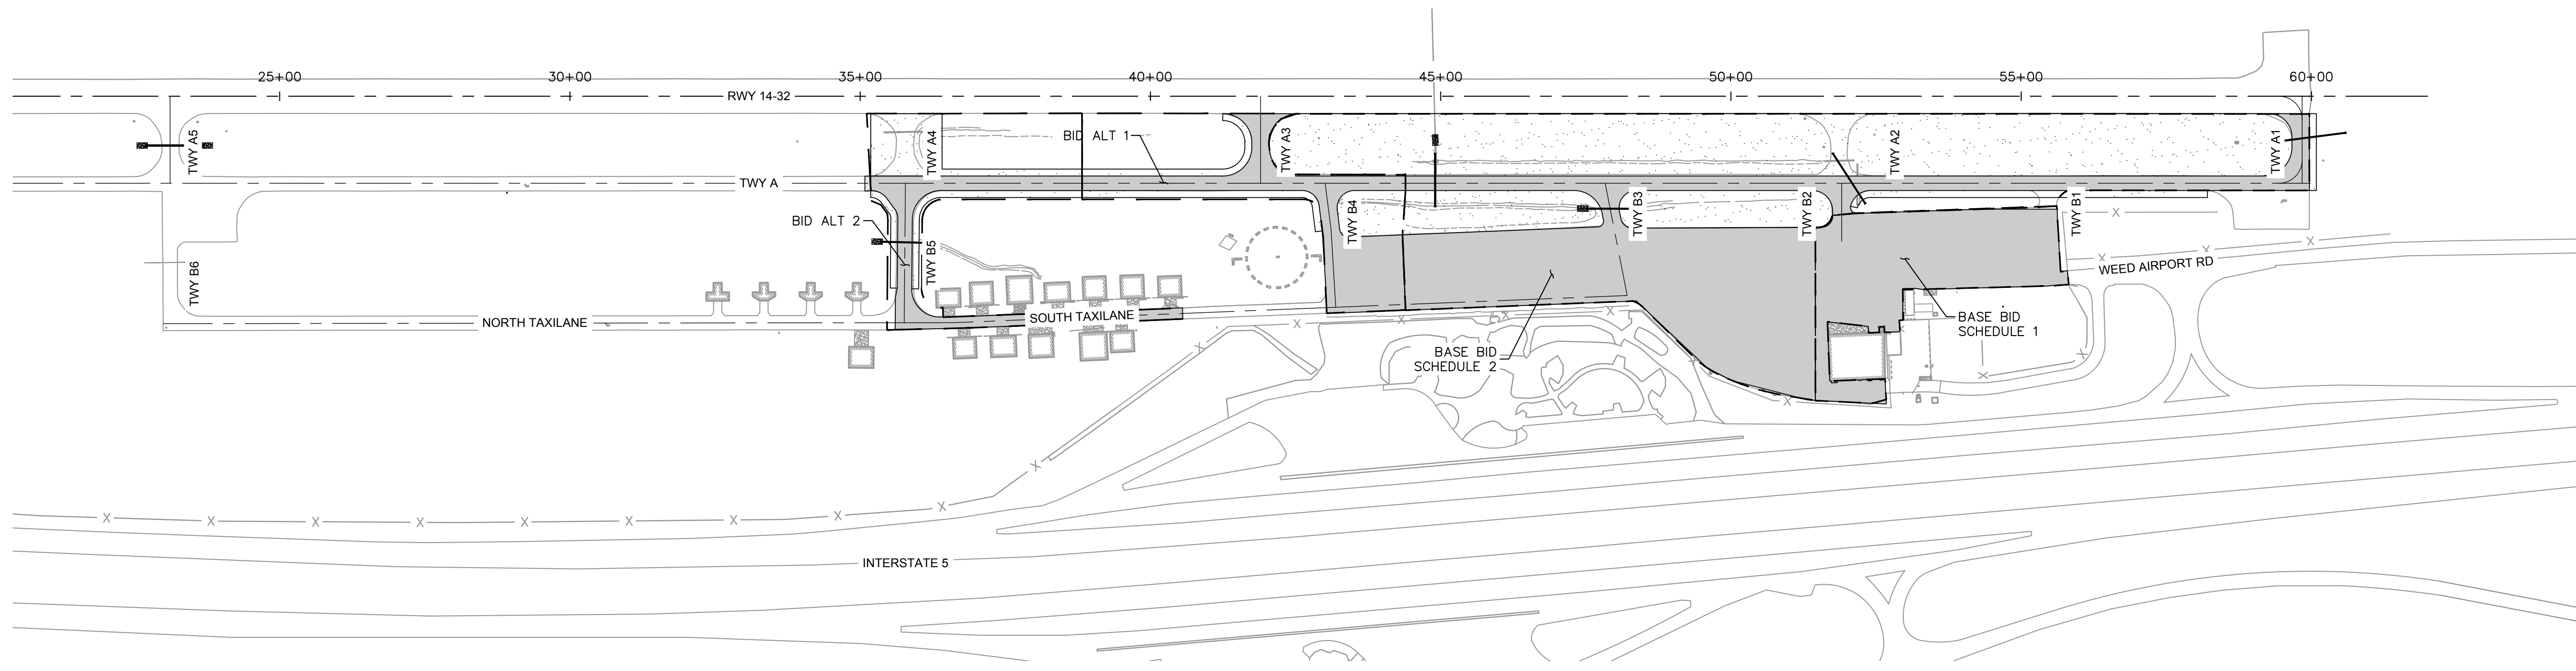 25+00
30+00
35+00
40+00
45+00
50+00
55+00
60+00
RWY 14-32
TWY A5
TWY A4
BID ALT 1
TWY A3
TWY A2
TWY A1
TWY A
BID ALT 2
TWY B6
TWY B5
TWY B4
TWY B3
TWY B2
TWY B1
WEED AIRPORT RD
NORTH TAXILANE
SOUTH TAXILANE
BASE BID
SCHEDULE 1
BASE BID
SCHEDULE 2
INTERSTATE 5